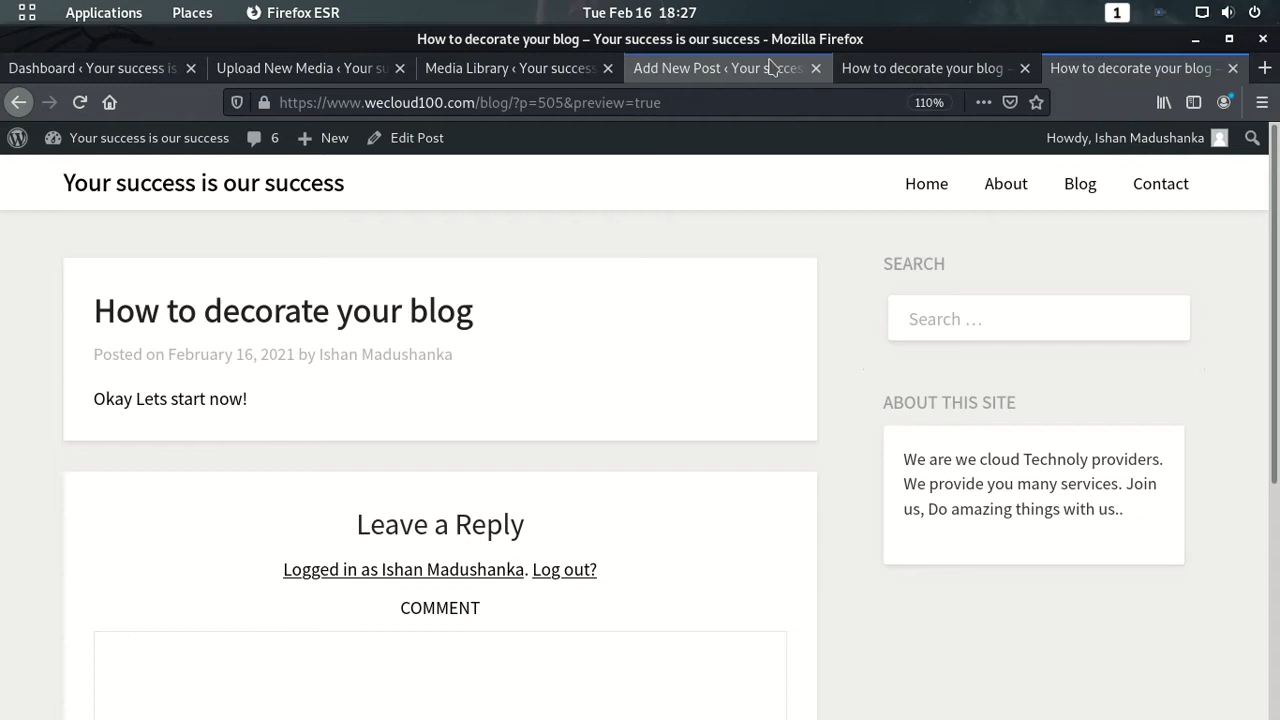 Applications Places Firefox ESR Tue Feb 16 18:27 1
How to decorate your blog – Your success is our success - Mozilla Firefox
Dashboard ‹ Your success is Upload New Media ‹ Your su Media Library ‹ Your success Add New Post ‹ Your success How to decorate your blog – How to decorate your blog –
https://www.wecloud100.com/blog/?p=505&preview=true 110%
Your success is our success 6 New Edit Post Howdy, Ishan Madushanka
Your success is our success Home About Blog Contact
How to decorate your blog
Posted on February 16, 2021 by Ishan Madushanka
Okay Lets start now!
Leave a Reply
Logged in as Ishan Madushanka. Log out?
COMMENT
SEARCH
Search …
ABOUT THIS SITE
We are we cloud Technoly providers.
We provide you many services. Join
us, Do amazing things with us..